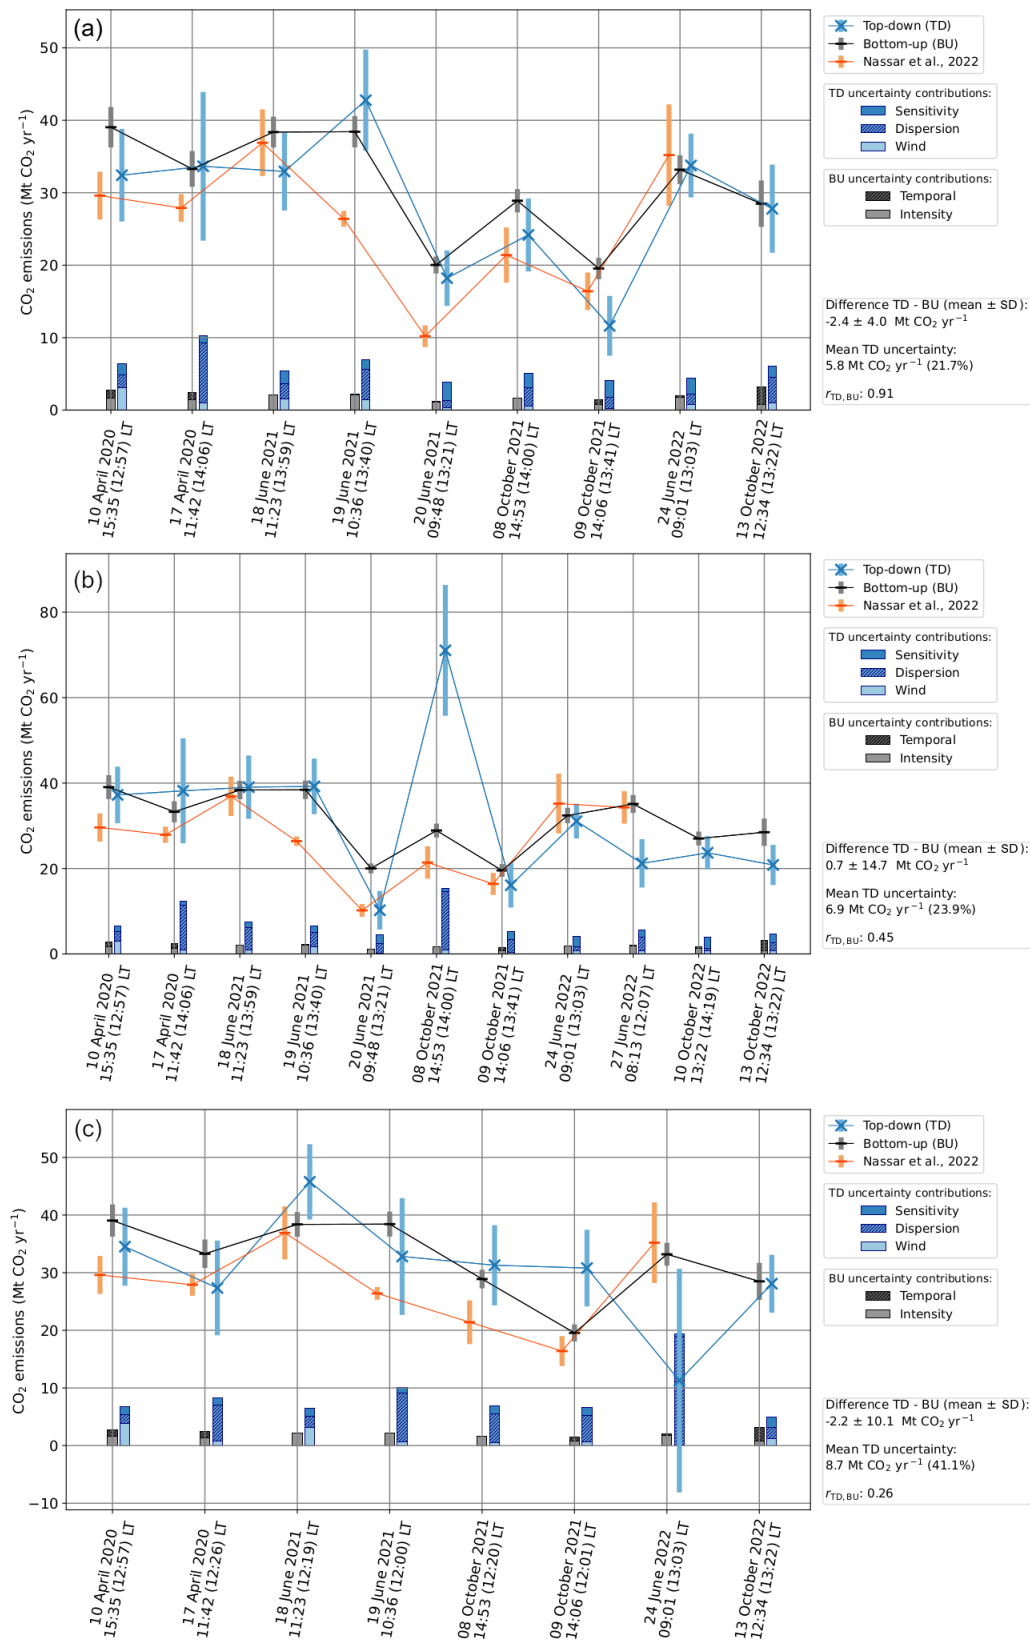 (a)
50
40
30
20
10
0
CO₂ emissions (Mt CO₂ yr⁻¹)
10 April 2020
15:35 (12:57) LT
17 April 2020
11:42 (14:06) LT
18 June 2021
11:23 (13:59) LT
19 June 2021
10:36 (13:40) LT
20 June 2021
09:48 (13:21) LT
08 October 2021
14:53 (14:00) LT
09 October 2021
14:06 (13:41) LT
24 June 2022
09:01 (13:03) LT
13 October 2022
12:34 (13:22) LT
Top-down (TD)
Bottom-up (BU)
Nassar et al., 2022
TD uncertainty contributions:
Sensitivity
Dispersion
Wind
BU uncertainty contributions:
Temporal
Intensity
Difference TD - BU (mean ± SD):
-2.4 ± 4.0 Mt CO₂ yr⁻¹
Mean TD uncertainty:
5.8 Mt CO₂ yr⁻¹ (21.7%)
rTD, BU: 0.91
(b)
80
60
40
20
0
CO₂ emissions (Mt CO₂ yr⁻¹)
10 April 2020
15:35 (12:57) LT
17 April 2020
11:42 (14:06) LT
18 June 2021
11:23 (13:59) LT
19 June 2021
10:36 (13:40) LT
20 June 2021
09:48 (13:21) LT
08 October 2021
14:53 (14:00) LT
09 October 2021
14:06 (13:41) LT
24 June 2022
09:01 (13:03) LT
27 June 2022
08:13 (12:07) LT
10 October 2022
13:22 (14:19) LT
13 October 2022
12:34 (13:22) LT
Top-down (TD)
Bottom-up (BU)
Nassar et al., 2022
TD uncertainty contributions:
Sensitivity
Dispersion
Wind
BU uncertainty contributions:
Temporal
Intensity
Difference TD - BU (mean ± SD):
0.7 ± 14.7 Mt CO₂ yr⁻¹
Mean TD uncertainty:
6.9 Mt CO₂ yr⁻¹ (23.9%)
rTD, BU: 0.45
(c)
50
40
30
20
10
0
−10
CO₂ emissions (Mt CO₂ yr⁻¹)
10 April 2020
15:35 (12:57) LT
17 April 2020
11:42 (12:26) LT
18 June 2021
11:23 (12:19) LT
19 June 2021
10:36 (12:00) LT
08 October 2021
14:53 (12:20) LT
09 October 2021
14:06 (12:01) LT
24 June 2022
09:01 (13:03) LT
13 October 2022
12:34 (13:22) LT
Top-down (TD)
Bottom-up (BU)
Nassar et al., 2022
TD uncertainty contributions:
Sensitivity
Dispersion
Wind
BU uncertainty contributions:
Temporal
Intensity
Difference TD - BU (mean ± SD):
-2.2 ± 10.1 Mt CO₂ yr⁻¹
Mean TD uncertainty:
8.7 Mt CO₂ yr⁻¹ (41.1%)
rTD, BU: 0.26